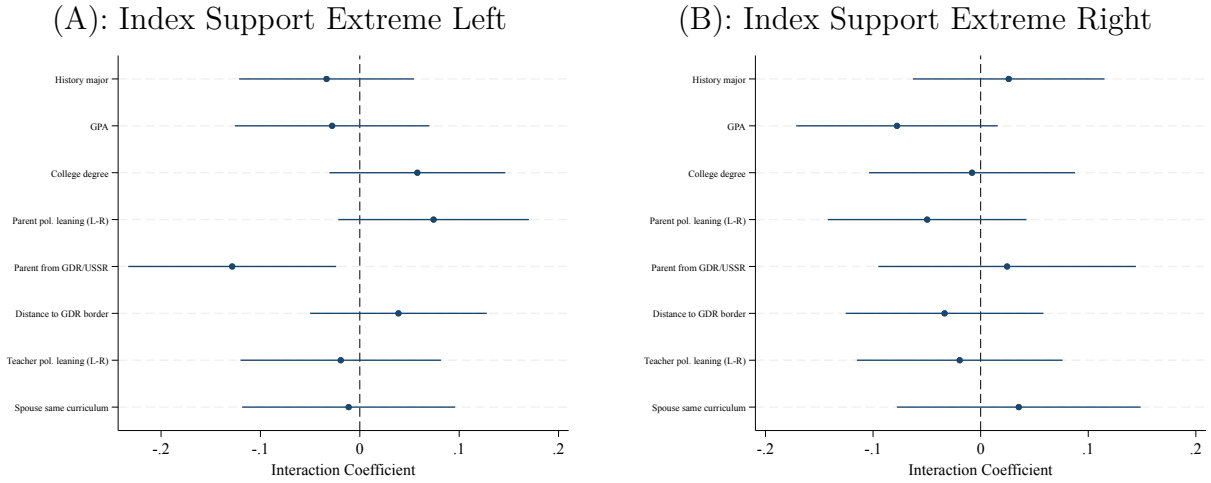 (A): Index Support Extreme Left
History major
GPA
College degree
Parent pol. leaning (L-R)
Parent from GDR/USSR
Distance to GDR border
Teacher pol. leaning (L-R)
Spouse same curriculum
-.2 -.1 0 .1 .2
Interaction Coefficient
(B): Index Support Extreme Right
History major
GPA
College degree
Parent pol. leaning (L-R)
Parent from GDR/USSR
Distance to GDR border
Teacher pol. leaning (L-R)
Spouse same curriculum
-.2 -.1 0 .1 .2
Interaction Coefficient